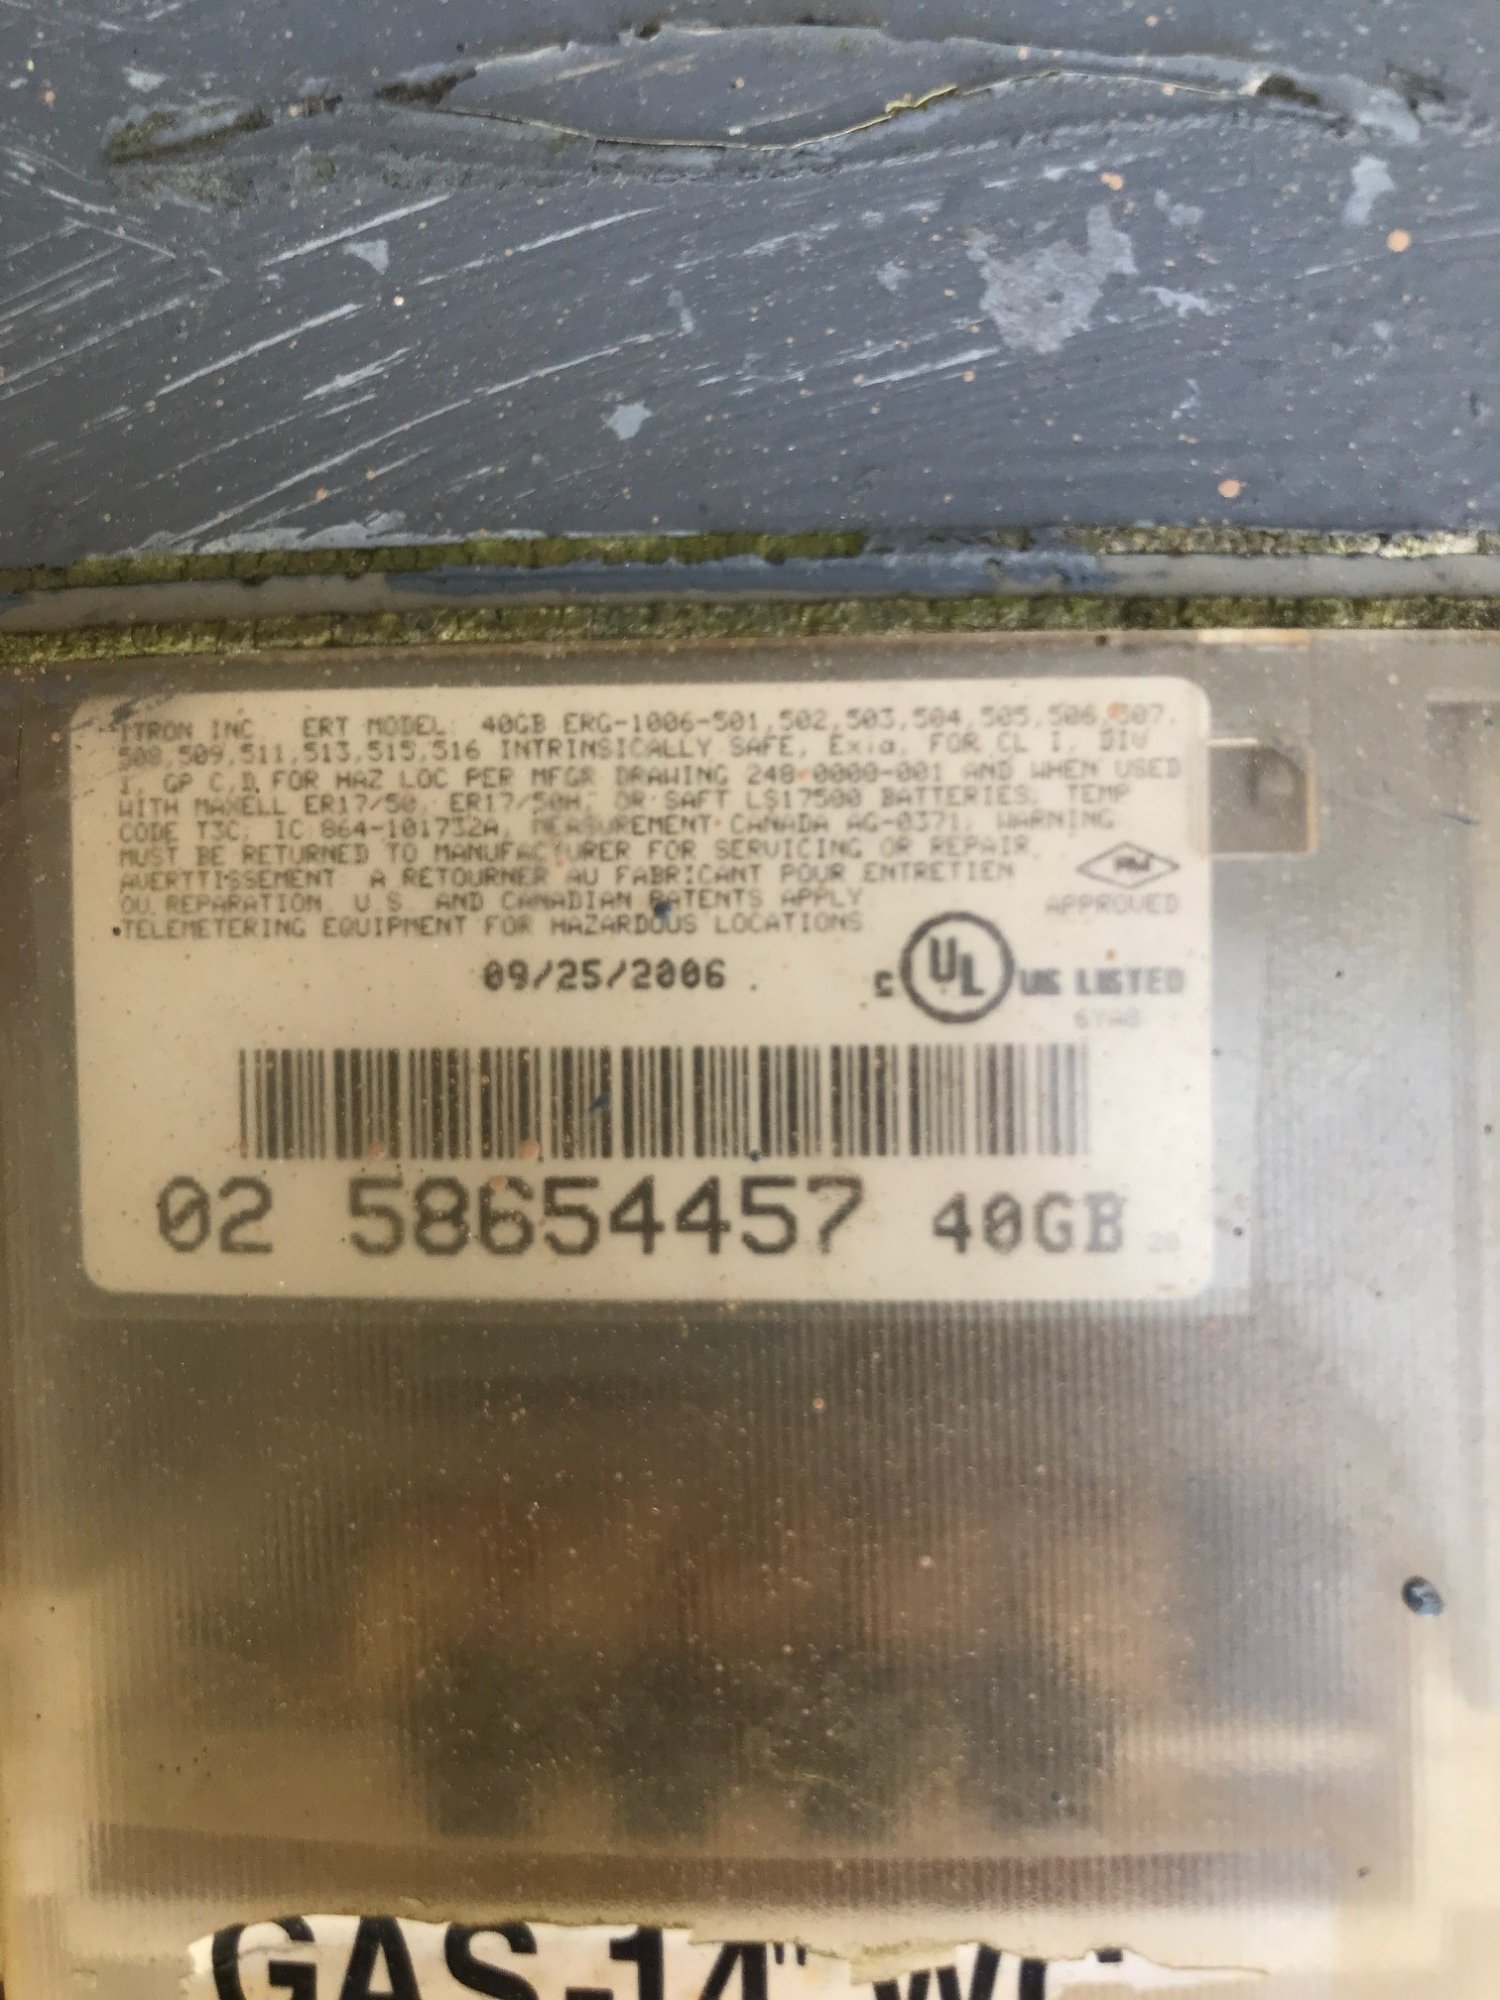 ITRON INC. ERT MODEL: 40GB ERG-1006-501,502,503,504,505,506,507,
508,509,511,513,515,516 INTRINSICALLY SAFE, Exia, FOR CL I, DIV
I, GP C,D FOR HAZ LOC PER MFGR DRAWING 248-0000-001 AND WHEN USED
WITH MAXELL ER17/50, ER17/50H, OR SAFT LS17500 BATTERIES. TEMP
CODE T3C, IC:864-101732A, MEASUREMENT CANADA AG-0371, WARNING
MUST BE RETURNED TO MANUFACTURER FOR SERVICING OR REPAIR.
AVERTTISSEMENT A RETOURNER AU FABRICANT POUR ENTRETIEN
OU REPARATION. U.S. AND CANADIAN PATENTS APPLY
APPROVED
•TELEMETERING EQUIPMENT FOR HAZARDOUS LOCATIONS
09/25/2006
C UL US LISTED
6YA8
02 58654457 40GB
GAS-14" WC